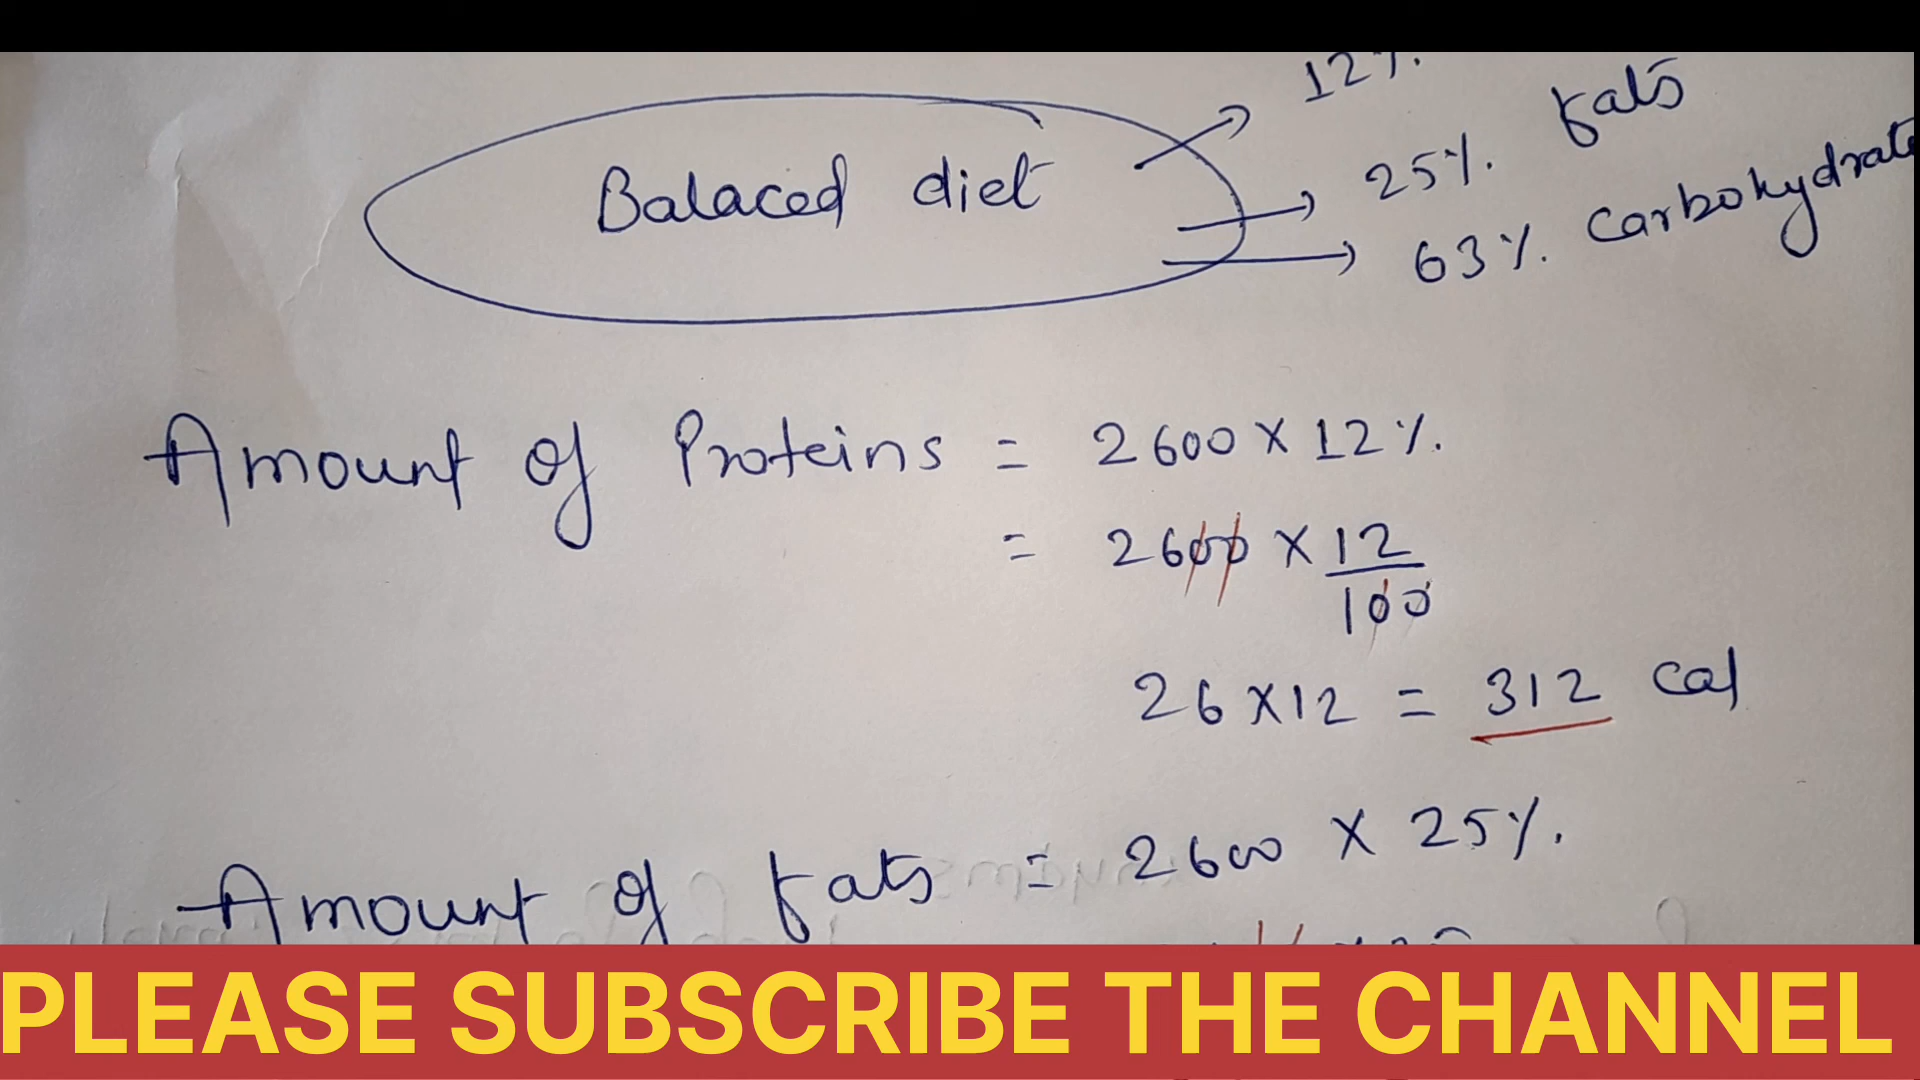 12%.
25%. fats
63%. Carbohydrate
Balaced diet
Amount of Proteins = 2600 X 12%.
= 2600 X 12/100
26 X 12 = 312 cal
Amount of fats = 2600 X 25%.
PLEASE SUBSCRIBE THE CHANNEL